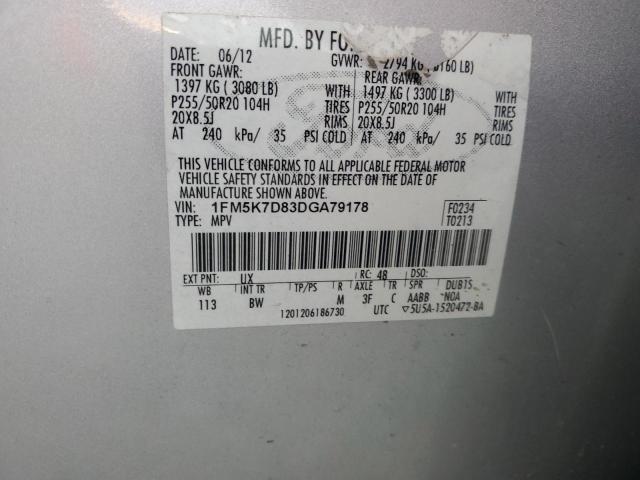 MFD. BY FO
DATE: 06/12 GVWR: 2794 KG ( 6160 LB)
FRONT GAWR: REAR GAWR:
1397 KG ( 3080 LB) WITH 1497 KG ( 3300 LB) WITH
P255/50R20 104H TIRES P255/50R20 104H TIRES
20X8.5J RIMS 20X8.5J RIMS
AT 240 kPa/ 35 PSI COLD AT 240 kPa/ 35 PSI COLD
THIS VEHICLE CONFORMS TO ALL APPLICABLE FEDERAL MOTOR
VEHICLE SAFETY STANDARDS IN EFFECT ON THE DATE OF
MANUFACTURE SHOWN ABOVE.
VIN: 1FM5K7D83DGA79178 F0234
TYPE: MPV T0213
EXT PNT: UX RC: 48 DSO:
WB INT TR TP/PS R AXLE TR SPR DUB1S
113 BW M 3F C AABB NOA
1201206186730 UTC ▽5U5A-1520472-BA